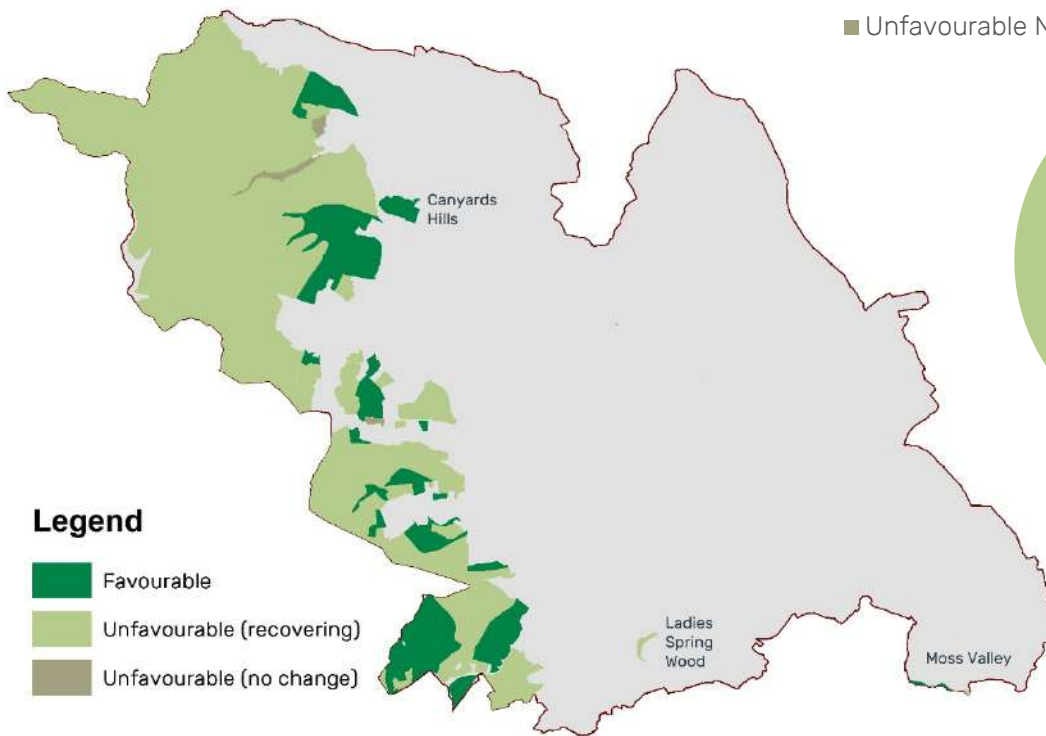 Unfavourable N
Canyards
Hills
Legend
Favourable
Unfavourable (recovering)
Unfavourable (no change)
Ladies
Spring
Wood
Moss Valley